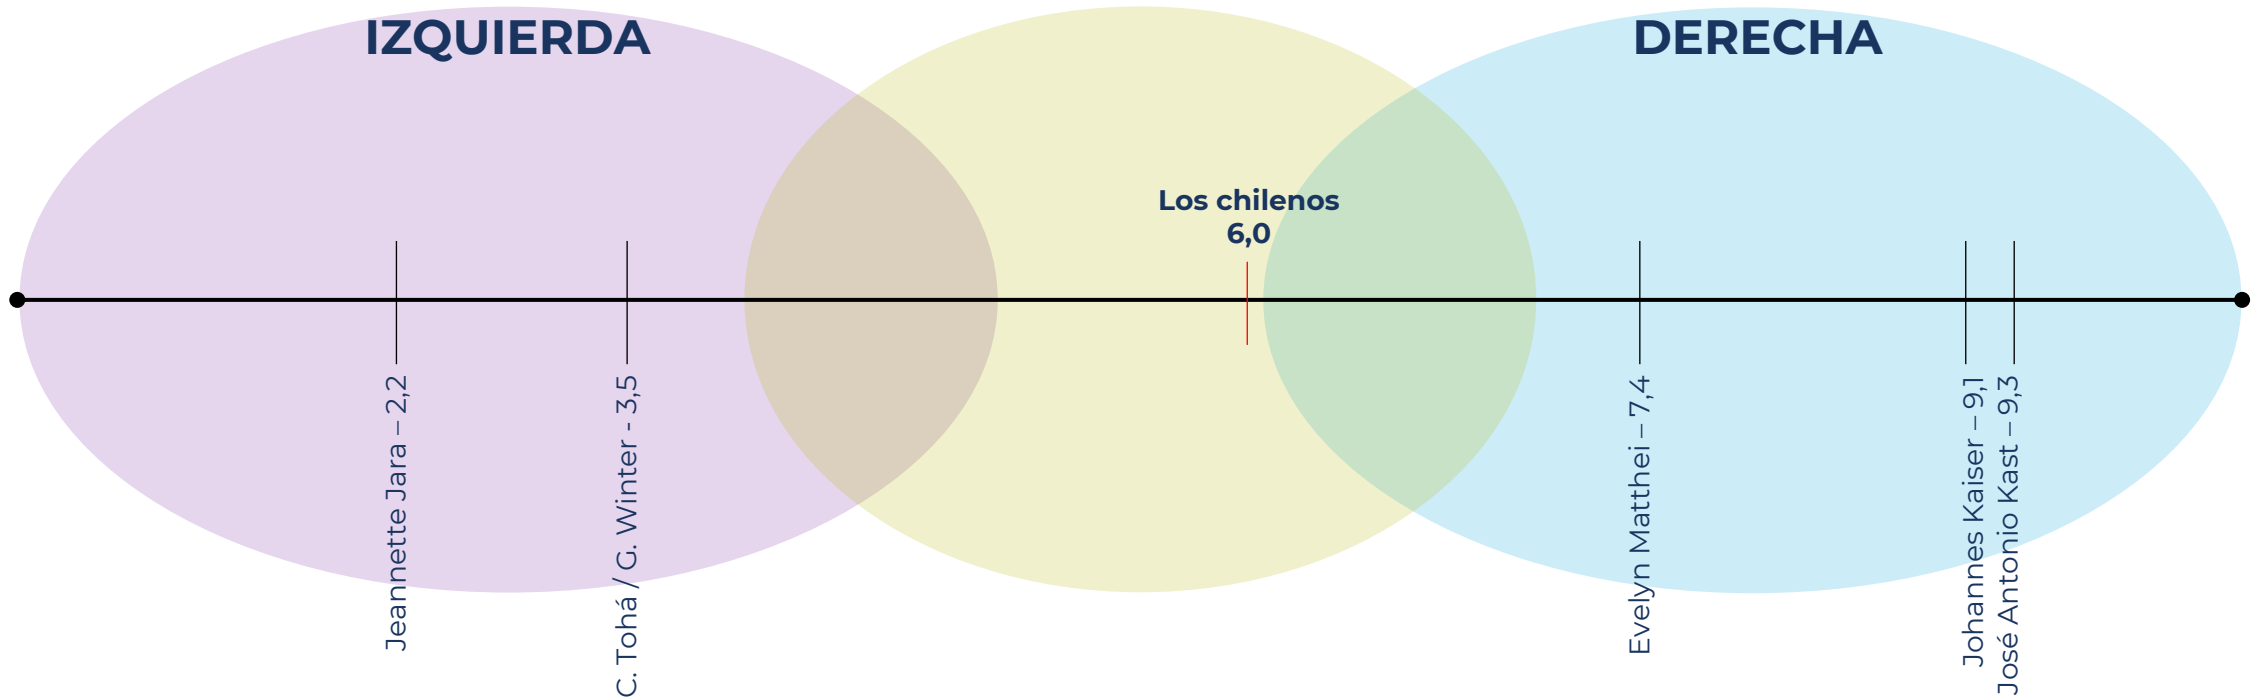 IZQUIERDA
DERECHA
Los chilenos
6,0
Jeannette Jara – 2,2
C. Tohá / G. Winter - 3,5
Evelyn Matthei – 7,4
Johannes Kaiser – 9,1
José Antonio Kast – 9,3